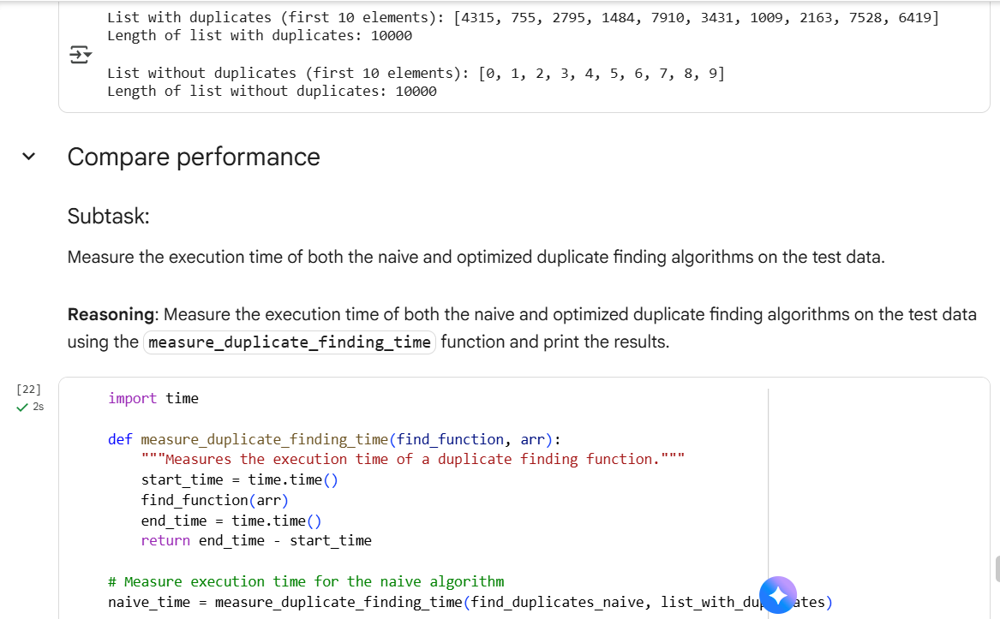 List with duplicates (first 10 elements): [4315, 755, 2795, 1484, 7910, 3431, 1009, 2163, 7528, 6419]
Length of list with duplicates: 10000
List without duplicates (first 10 elements): [0, 1, 2, 3, 4, 5, 6, 7, 8, 9]
Length of list without duplicates: 10000
Compare performance
Subtask:
Measure the execution time of both the naive and optimized duplicate finding algorithms on the test data.
Reasoning: Measure the execution time of both the naive and optimized duplicate finding algorithms on the test data
using the measure_duplicate_finding_time function and print the results.
[22]
2s
import time
def measure_duplicate_finding_time(find_function, arr):
"""Measures the execution time of a duplicate finding function."""
start_time = time.time()
find_function(arr)
end_time = time.time()
return end_time - start_time
# Measure execution time for the naive algorithm
naive_time = measure_duplicate_finding_time(find_duplicates_naive,